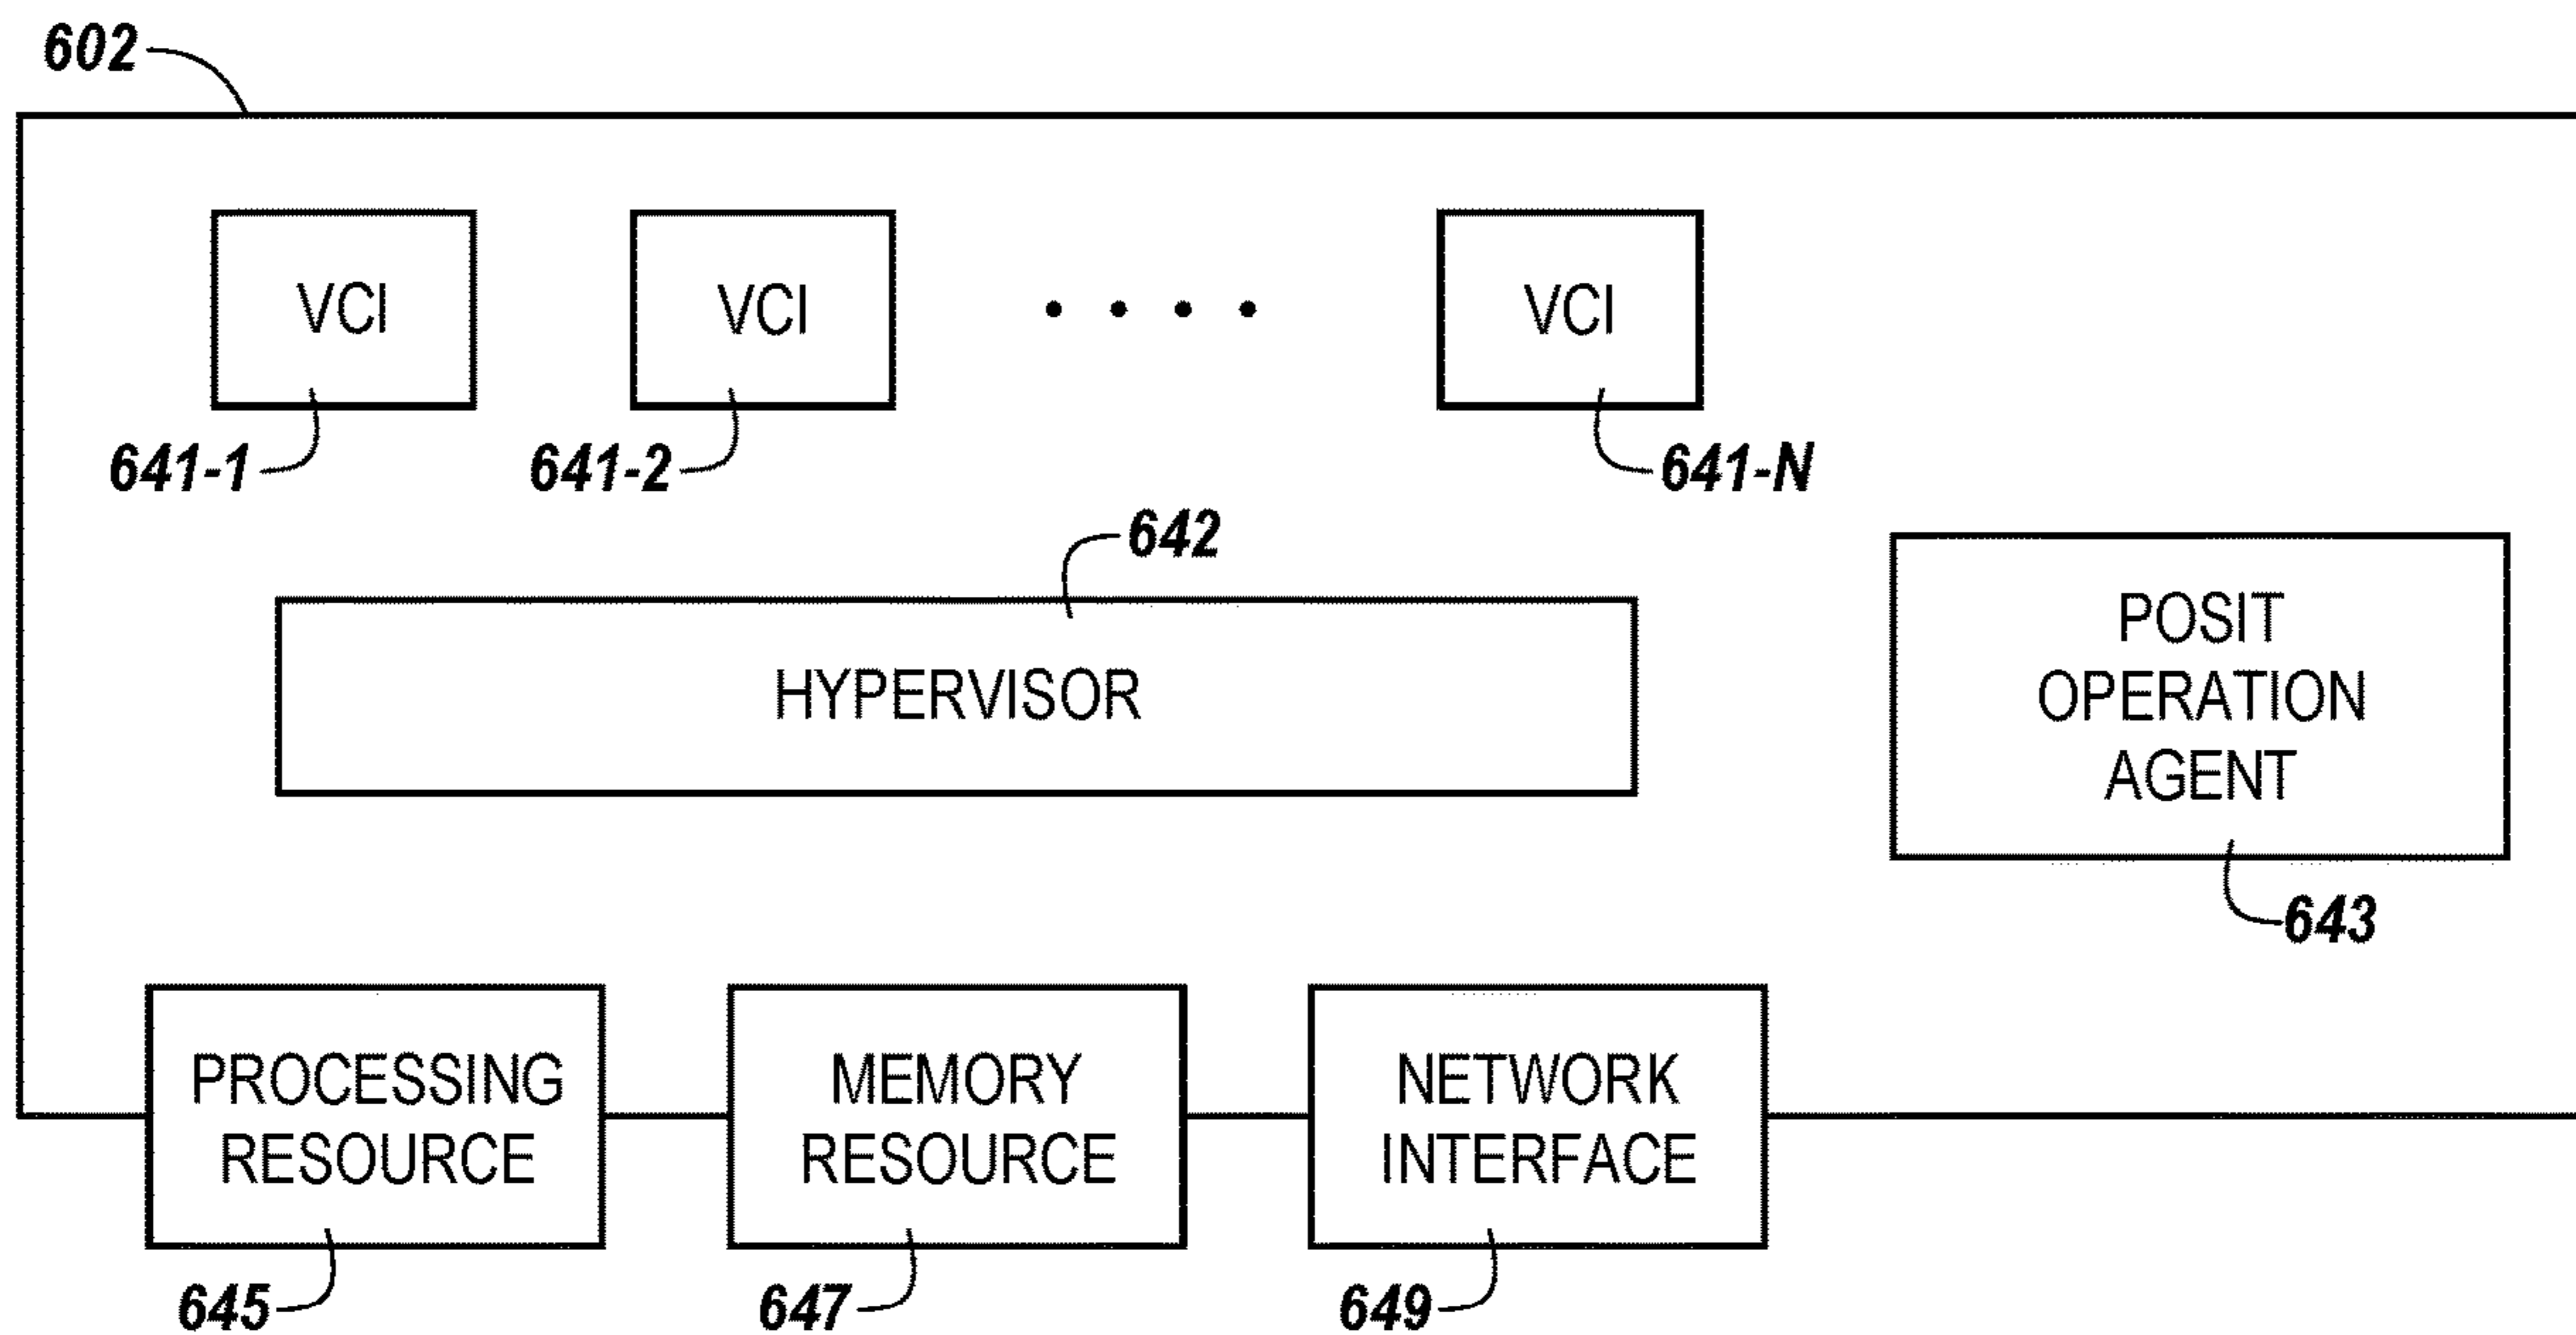 602
VCI
VCI
VCI
641-1
641-2
641-N
642
HYPERVISOR
POSIT
OPERATION
AGENT
643
PROCESSING
RESOURCE
MEMORY
RESOURCE
NETWORK
INTERFACE
645
647
649